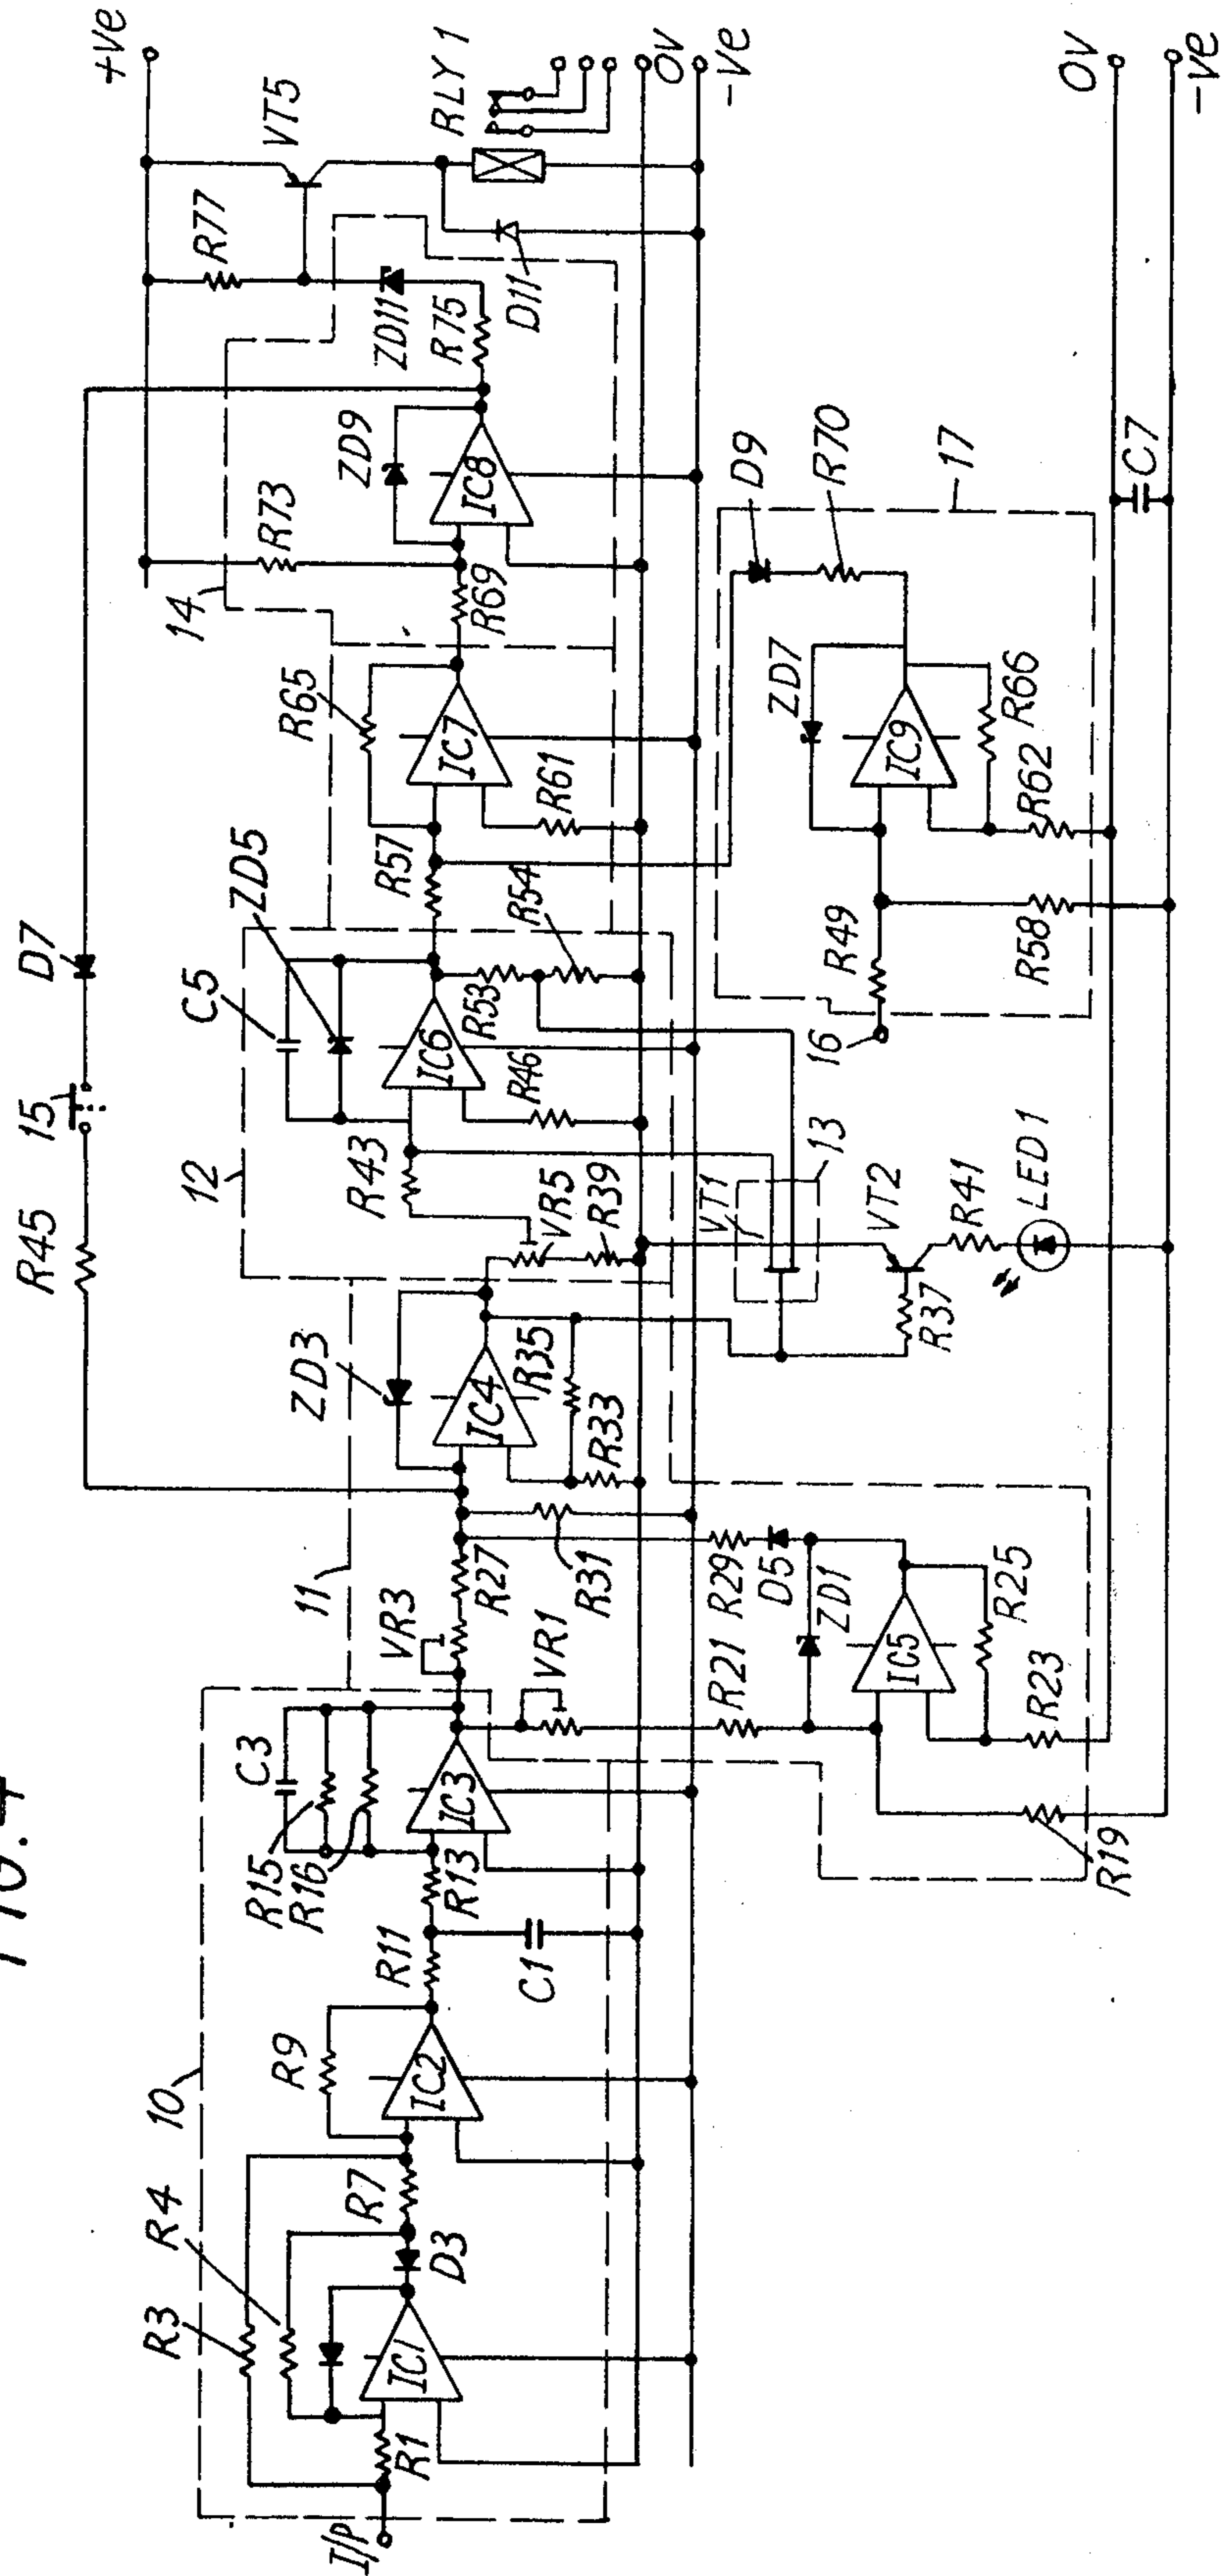 FIG. 4
R45
15
D7
+ve
R3
R4
10
R15
R16
C3
11
ZD3
12
C5
ZD5
R65
14
R73
ZD9
R77
VT5
RLY 1
I/P
R1
IC1
D3
R7
R9
IC2
R11
C1
R13
IC3
VR3
VR1
R27
R31
IC4
R35
R33
R43
VR5
R39
IC6
R46
R53
R54
R57
IC7
R61
R69
IC8
ZD11
R75
D11
0V
-ve
R19
R21
R29
D5
ZD1
IC5
R25
R23
VT1
13
VT2
R37
R41
LED1
16
R49
R58
ZD7
IC9
R66
R62
D9
R70
17
C7
0V
-ve